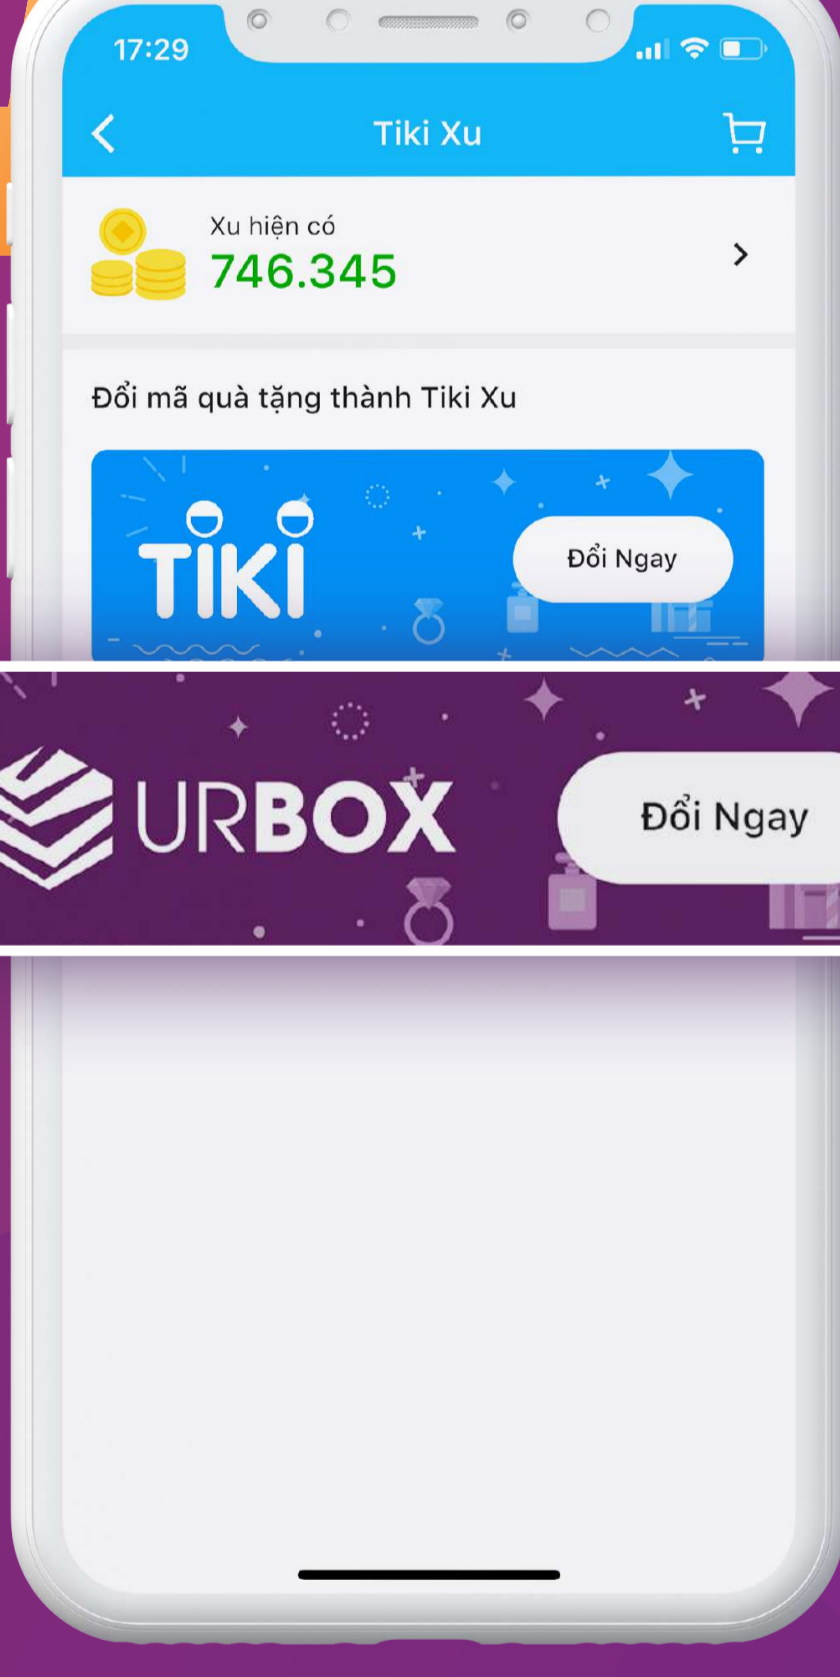 17:29
Tiki Xu
Xu hiện có
746.345
Đổi mã quà tặng thành Tiki Xu
TIKI
Đổi Ngay
URBOX
Đổi Ngay